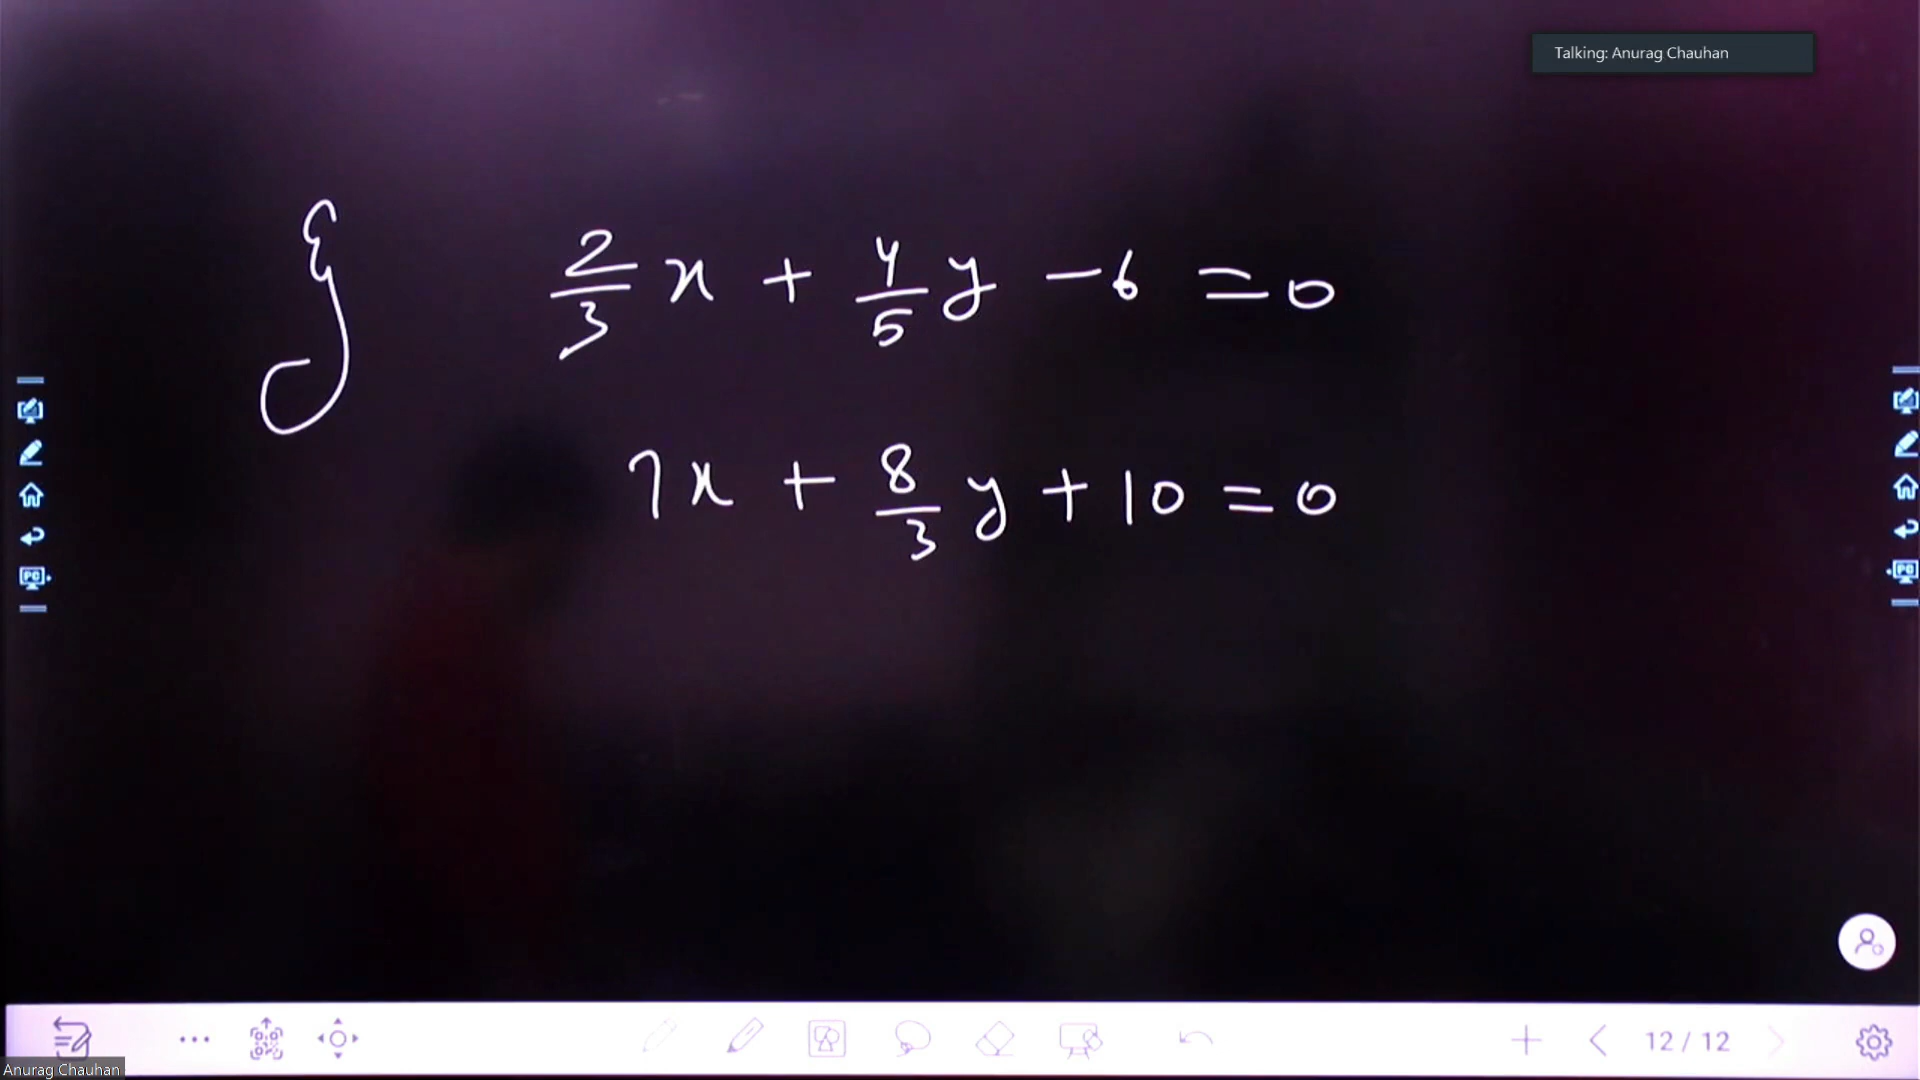 Talking: Anurag Chauhan
2/3 x + 4/5 y - 6 = 0
7x + 8/3 y + 10 = 0
12 / 12
Anurag Chauhan